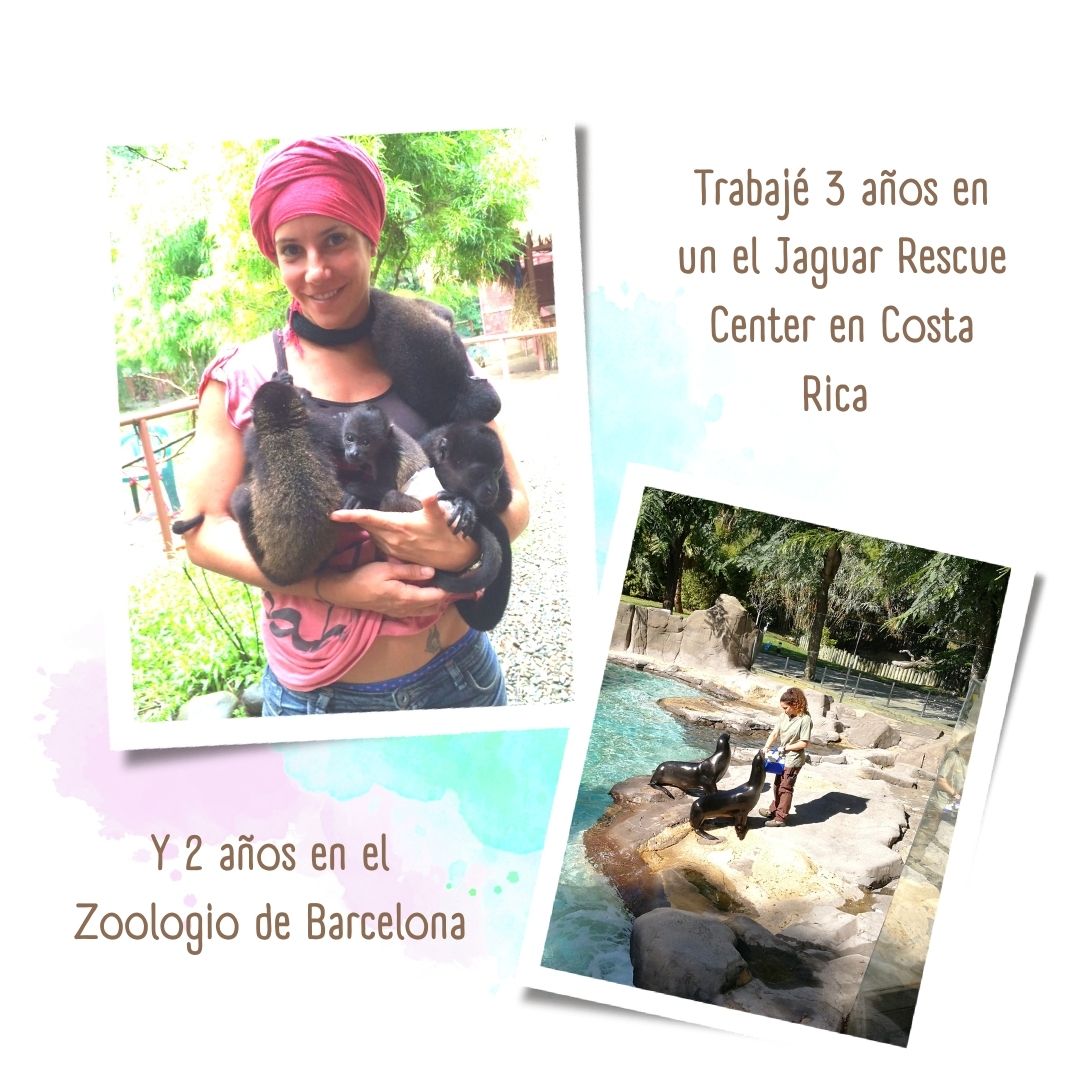 Trabajé 3 años en
un el Jaguar Rescue
Center en Costa
Rica
Y 2 años en el
Zoologio de Barcelona